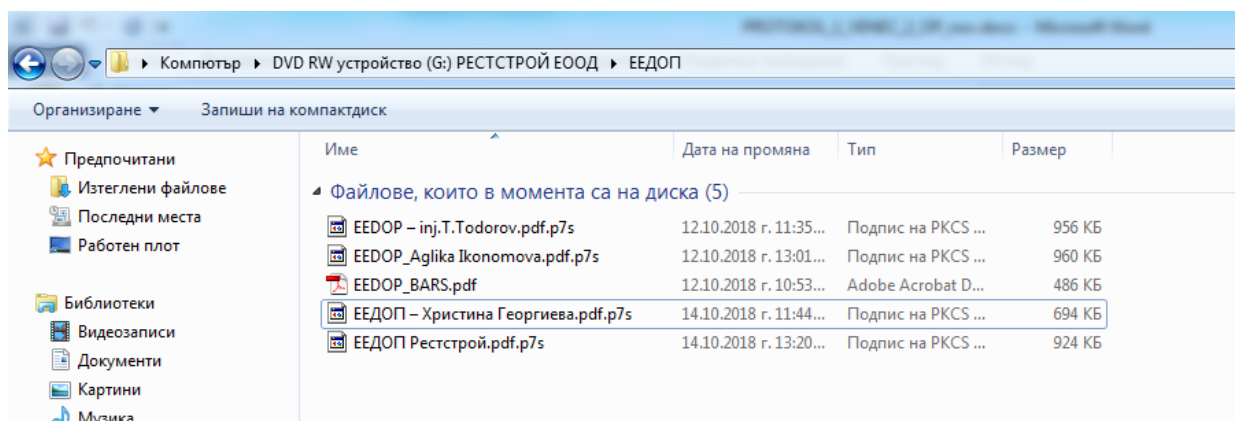 Компютър ▸ DVD RW устройство (G:) РЕСТСТРОЙ ЕООД ▸ ЕЕДОП
Организиране Запиши на компактдиск
Предпочитани
Изтеглени файлове
Последни места
Работен плот
Библиотеки
Видеозаписи
Документи
Картини
Музика
Име Дата на промяна Тип Размер
Файлове, които в момента са на диска (5)
EEDOP – inj.T.Todorov.pdf.p7s 12.10.2018 г. 11:35... Подпис на PKCS ... 956 КБ
EEDOP_Aglika Ikonomova.pdf.p7s 12.10.2018 г. 13:01... Подпис на PKCS ... 960 КБ
EEDOP_BARS.pdf 12.10.2018 г. 10:53... Adobe Acrobat D... 486 КБ
ЕЕДОП – Христина Георгиева.pdf.p7s 14.10.2018 г. 11:44... Подпис на PKCS ... 694 КБ
ЕЕДОП Рестстрой.pdf.p7s 14.10.2018 г. 13:20... Подпис на PKCS ... 924 КБ